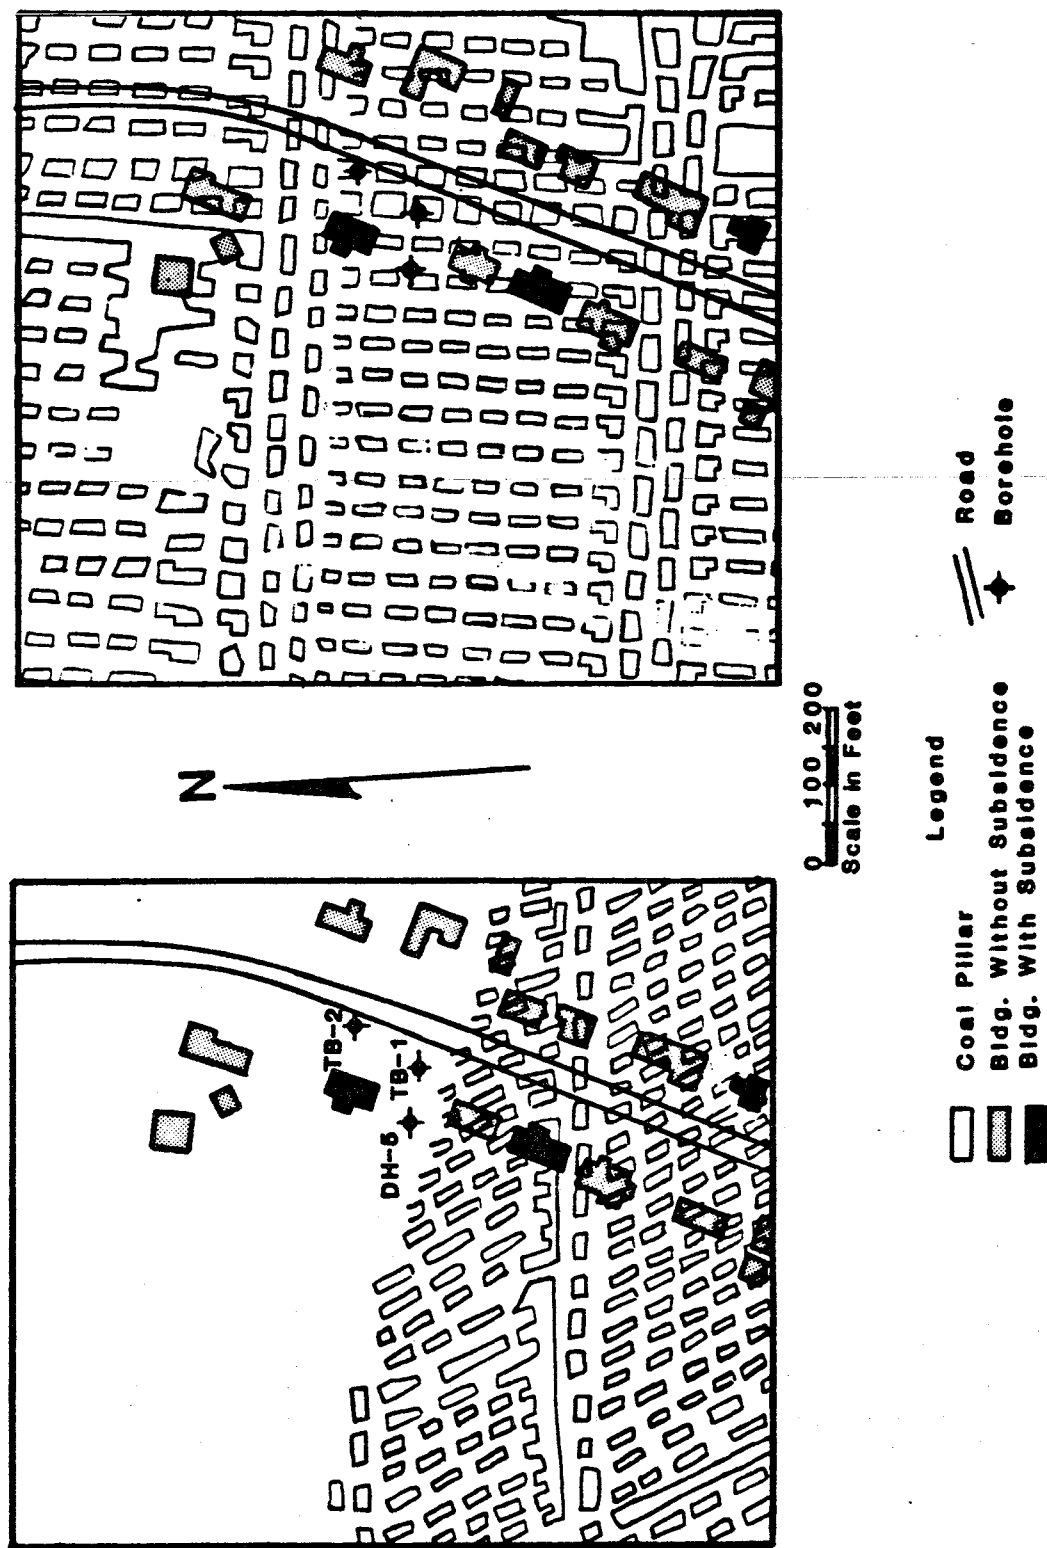 N
TB-2
TB-1
DH-5
0 100 200
Scale in Feet
Legend
Coal Pillar
Bldg. Without Subsidence
Bldg. With Subsidence
Road
Borehole